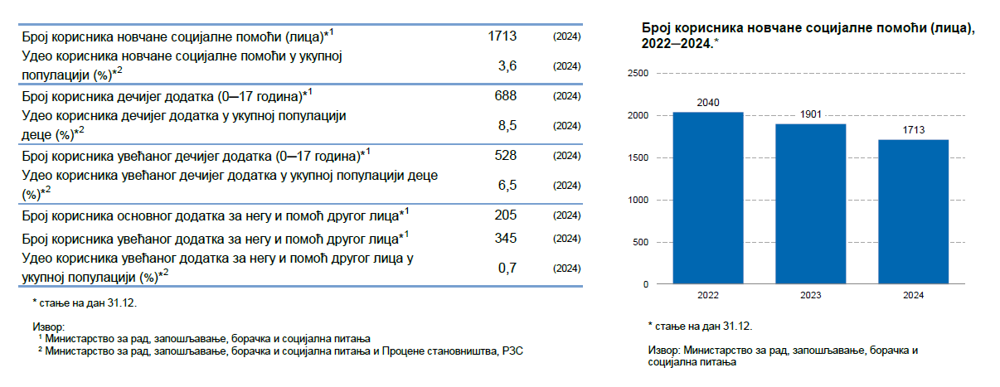 Број корисника новчане социјалне помоћи (лица)*1 1713 (2024)
Удео корисника новчане социјалне помоћи у укупној
популацији (%)*2 3,6 (2024)
Број корисника дечијег додатка (0─17 година)*1 688 (2024)
Удео корисника дечијег додатка у укупној популацији
деце (%)*2 8,5 (2024)
Број корисника увећаног дечијег додатка (0─17 година)*1 528 (2024)
Удео корисника увећаног дечијег додатка у укупној популацији деце
(%)*2 6,5 (2024)
Број корисника основног додатка за негу и помоћ другог лица*1 205 (2024)
Број корисника увећаног додатка за негу и помоћ другог лица*1 345 (2024)
Удео корисника увећаног додатка за негу и помоћ другог лица у
укупној популацији (%)*2 0,7 (2024)
* стање на дан 31.12.
Извор:
1 Министарство за рад, запошљавање, борачка и социјална питања
2 Министарство за рад, запошљавање, борачка и социјална питања и Процене становништва, РЗС
Број корисника новчане социјалне помоћи (лица),
2022─2024.*
2500
2000
1500
1000
500
0
2040
1901
1713
2022 2023 2024
* стање на дан 31.12.
Извор: Министарство за рад, запошљавање, борачка и
социјална питања